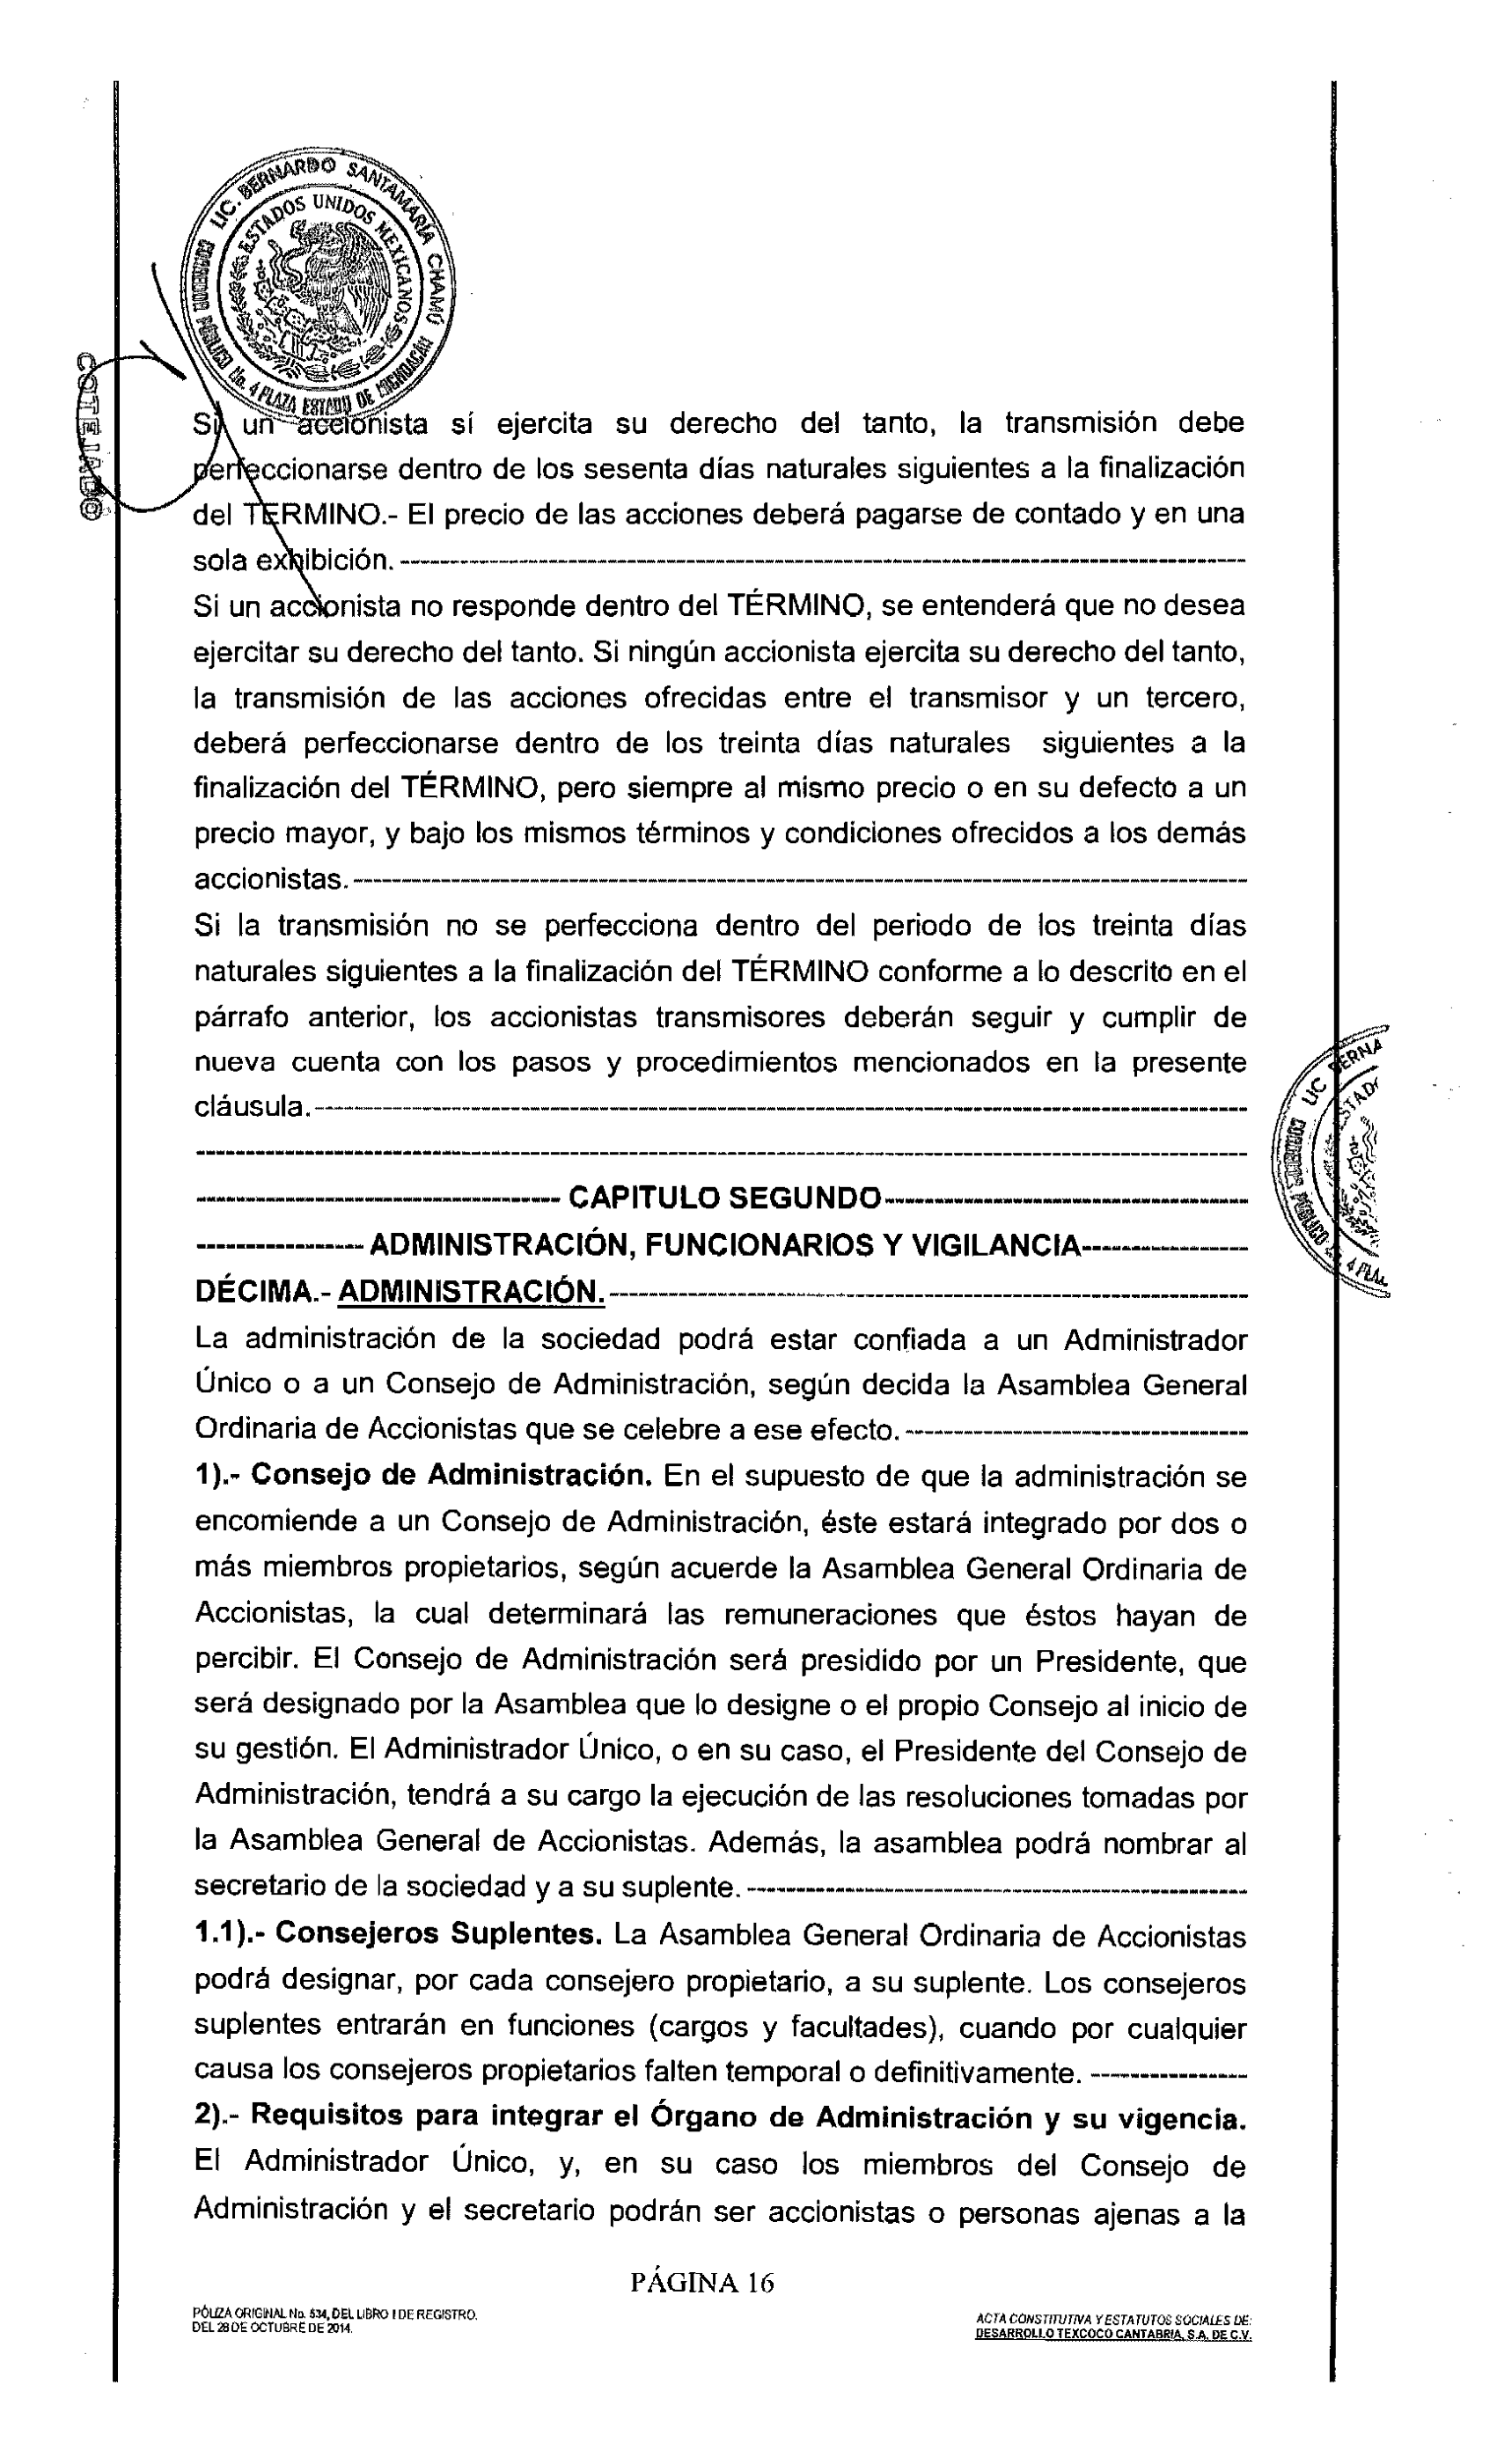 LIC. BERNARDO SANTAMARÍA CHAMÚ
ESTADOS UNIDOS MEXICANOS
PÚBLICO No. 4 PLAZA ESTADO DE MICHOACÁN
COTEJADO
Si un accionista sí ejercita su derecho del tanto, la transmisión debe
perfeccionarse dentro de los sesenta días naturales siguientes a la finalización
del TERMINO.- El precio de las acciones deberá pagarse de contado y en una
sola exhibición.-----
Si un accionista no responde dentro del TÉRMINO, se entenderá que no desea
ejercitar su derecho del tanto. Si ningún accionista ejercita su derecho del tanto,
la transmisión de las acciones ofrecidas entre el transmisor y un tercero,
deberá perfeccionarse dentro de los treinta días naturales siguientes a la
finalización del TÉRMINO, pero siempre al mismo precio o en su defecto a un
precio mayor, y bajo los mismos términos y condiciones ofrecidos a los demás
accionistas.-----
Si la transmisión no se perfecciona dentro del periodo de los treinta días
naturales siguientes a la finalización del TÉRMINO conforme a lo descrito en el
párrafo anterior, los accionistas transmisores deberán seguir y cumplir de
nueva cuenta con los pasos y procedimientos mencionados en la presente
cláusula.-----
-----
----- CAPITULO SEGUNDO-----
-----ADMINISTRACIÓN, FUNCIONARIOS Y VIGILANCIA-----
DÉCIMA.- ADMINISTRACIÓN.-----
La administración de la sociedad podrá estar confiada a un Administrador
Único o a un Consejo de Administración, según decida la Asamblea General
Ordinaria de Accionistas que se celebre a ese efecto.-----
1).- Consejo de Administración. En el supuesto de que la administración se
encomiende a un Consejo de Administración, éste estará integrado por dos o
más miembros propietarios, según acuerde la Asamblea General Ordinaria de
Accionistas, la cual determinará las remuneraciones que éstos hayan de
percibir. El Consejo de Administración será presidido por un Presidente, que
será designado por la Asamblea que lo designe o el propio Consejo al inicio de
su gestión. El Administrador Único, o en su caso, el Presidente del Consejo de
Administración, tendrá a su cargo la ejecución de las resoluciones tomadas por
la Asamblea General de Accionistas. Además, la asamblea podrá nombrar al
secretario de la sociedad y a su suplente.-----
1.1).- Consejeros Suplentes. La Asamblea General Ordinaria de Accionistas
podrá designar, por cada consejero propietario, a su suplente. Los consejeros
suplentes entrarán en funciones (cargos y facultades), cuando por cualquier
causa los consejeros propietarios falten temporal o definitivamente. -----
2).- Requisitos para integrar el Órgano de Administración y su vigencia.
El Administrador Único, y, en su caso los miembros del Consejo de
Administración y el secretario podrán ser accionistas o personas ajenas a la
PÁGINA 16
PÓLIZA ORIGINAL No. 534, DEL LIBRO I DE REGISTRO.
DEL 28 DE OCTUBRE DE 2014.
ACTA CONSTITUTIVA Y ESTATUTOS SOCIALES DE:
DESARROLLO TEXCOCO CANTABRIA, S.A. DE C.V.